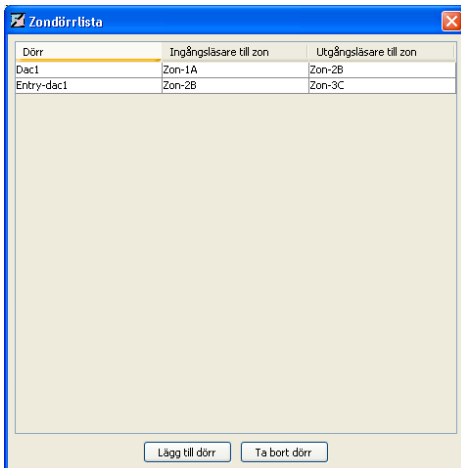 Zondörrlista
Dörr Ingångsläsare till zon Utgångsläsare till zon
Dac1 Zon-1A Zon-2B
Entry-dac1 Zon-2B Zon-3C
Lägg till dörr Ta bort dörr